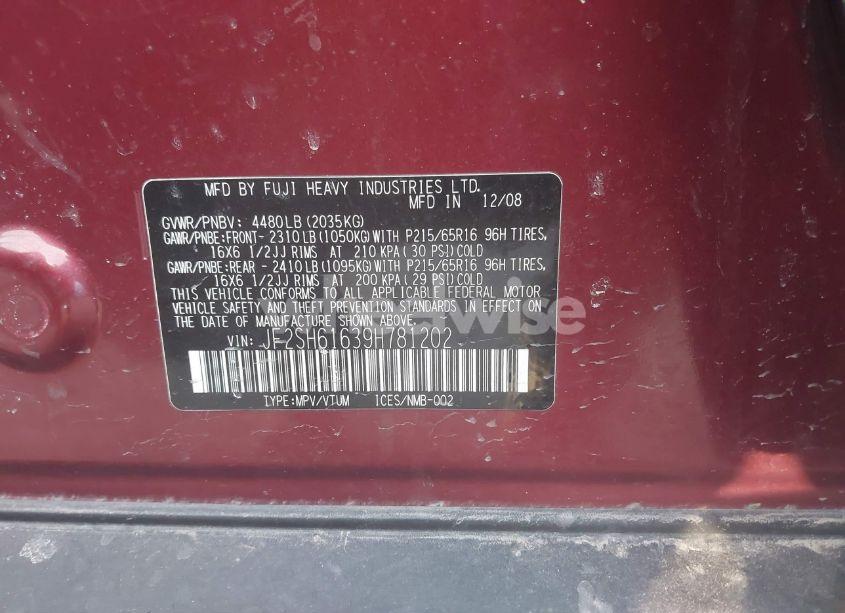 MFD BY FUJI HEAVY INDUSTRIES LTD.
MFD IN 12/08
GVWR/PNBV: 4480LB(2035KG)
GAWR/PNBE:FRONT- 2310LB(1050KG)WITH P215/65R16 96H TIRES,
16X6 1/2JJ RIMS AT 210 KPA( 30 PSI)COLD
GAWR/PNBE:REAR - 2410LB(1095KG)WITH P215/65R16 96H TIRES,
16X6 1/2JJ RIMS AT 200 KPA( 29 PSI)COLD
THIS VEHICLE CONFORMS TO ALL APPLICABLE FEDERAL MOTOR
VEHICLE SAFETY AND THEFT PREVENTION STANDARDS IN EFFECT ON
THE DATE OF MANUFACTURE SHOWN ABOVE.
VIN: JF2SH61639H781202
TYPE:MPV/VTUM ICES/NMB-002